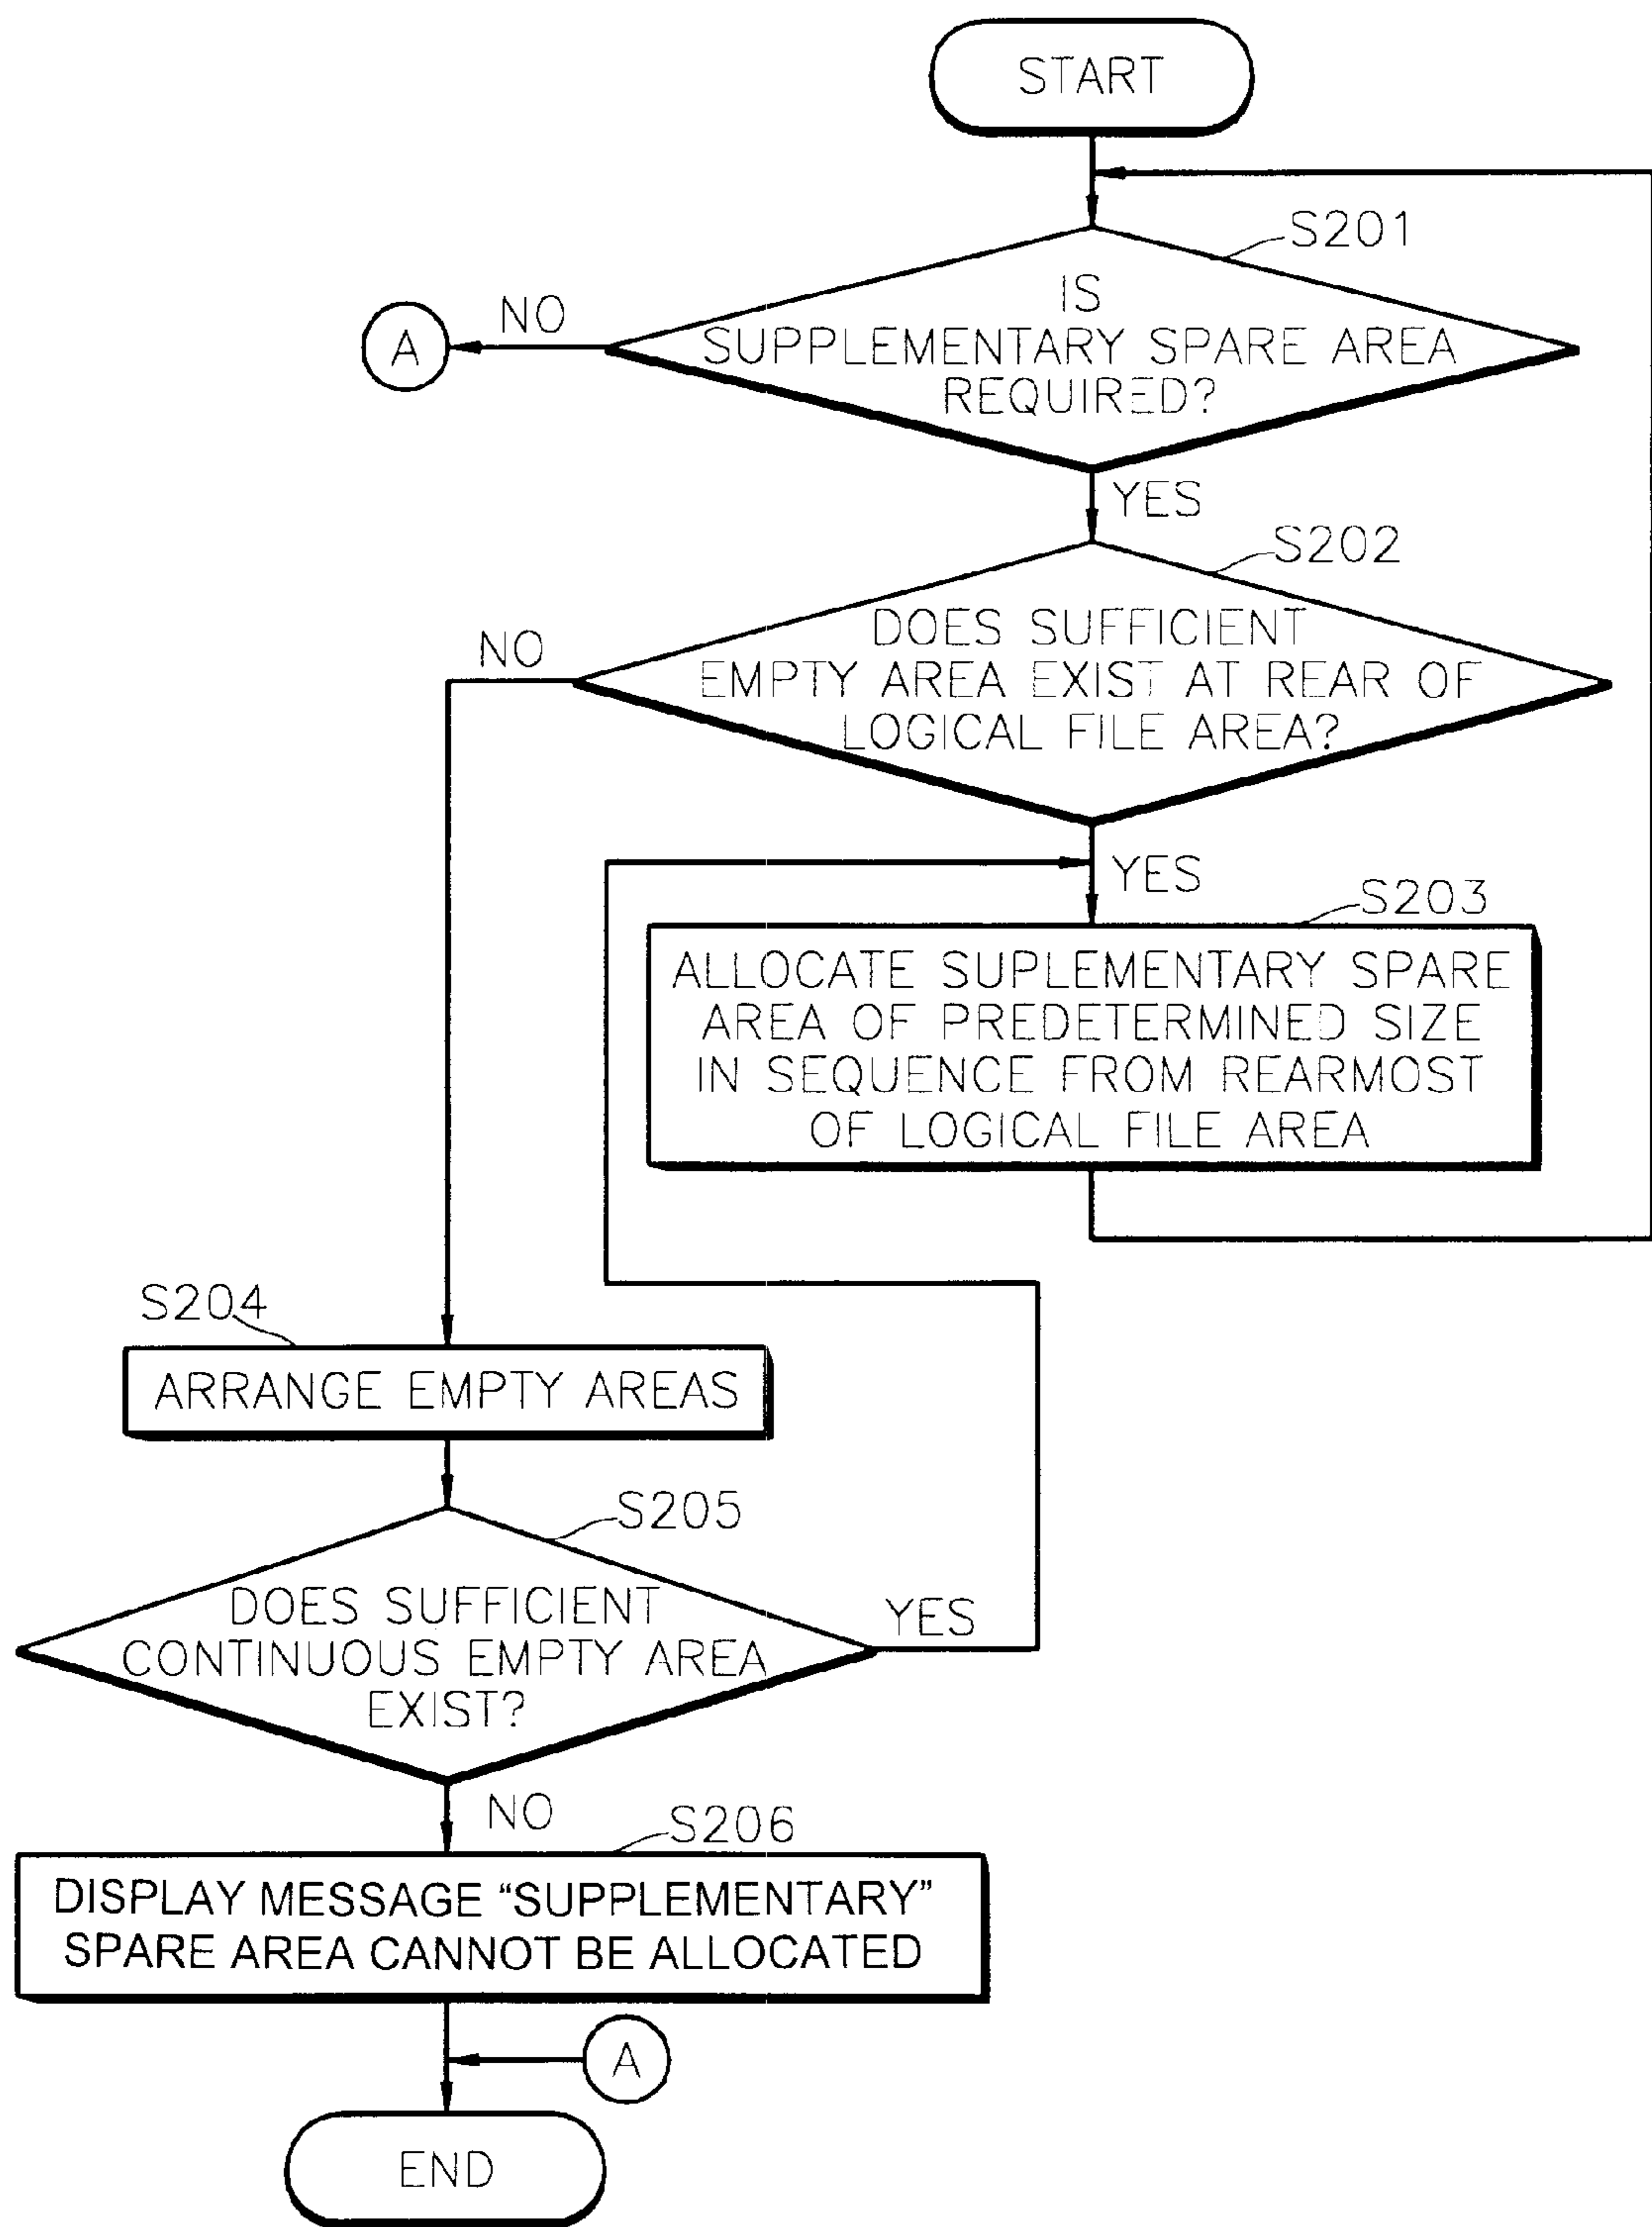 START
S201
IS
SUPPLEMENTARY SPARE AREA
REQUIRED?
NO
A
YES
S202
DOES SUFFICIENT
EMPTY AREA EXIST AT REAR OF
LOGICAL FILE AREA?
NO
YES
S203
ALLOCATE SUPLEMENTARY SPARE
AREA OF PREDETERMINED SIZE
IN SEQUENCE FROM REARMOST
OF LOGICAL FILE AREA
S204
ARRANGE EMPTY AREAS
S205
DOES SUFFICIENT
CONTINUOUS EMPTY AREA
EXIST?
YES
NO
S206
DISPLAY MESSAGE “SUPPLEMENTARY”
SPARE AREA CANNOT BE ALLOCATED
A
END